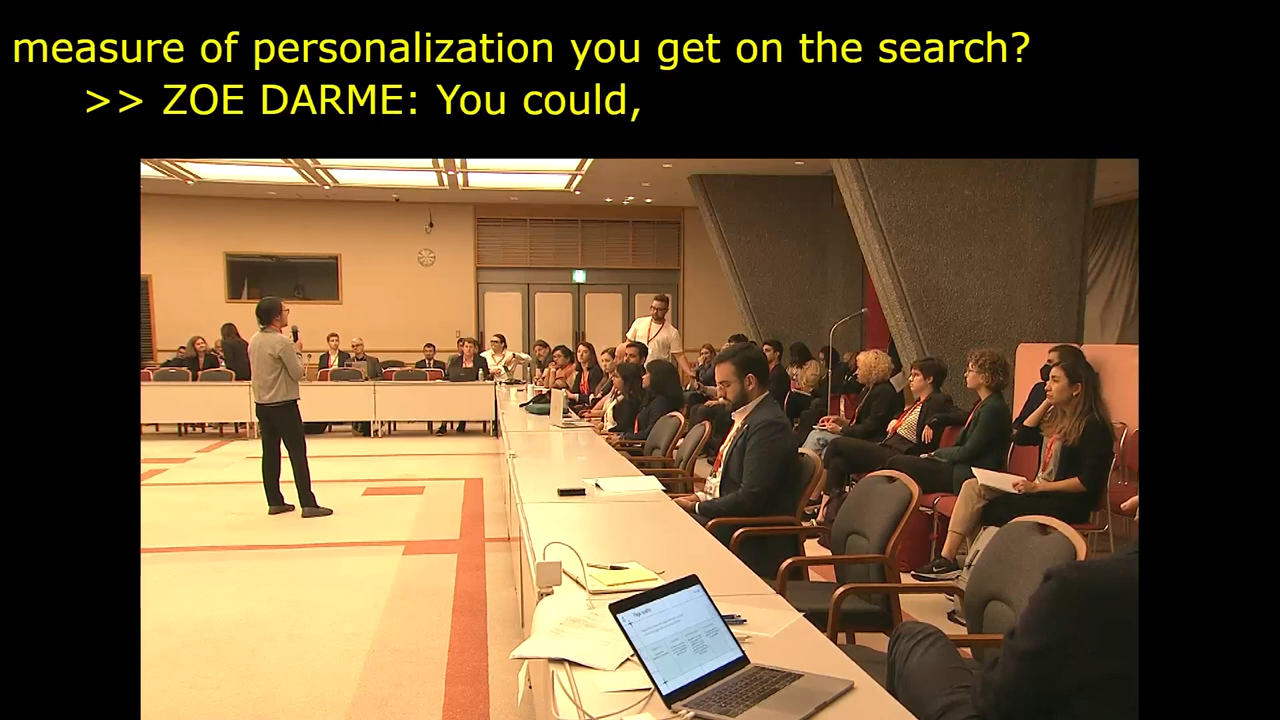 measure of personalization you get on the search?
>> ZOE DARME: You could,